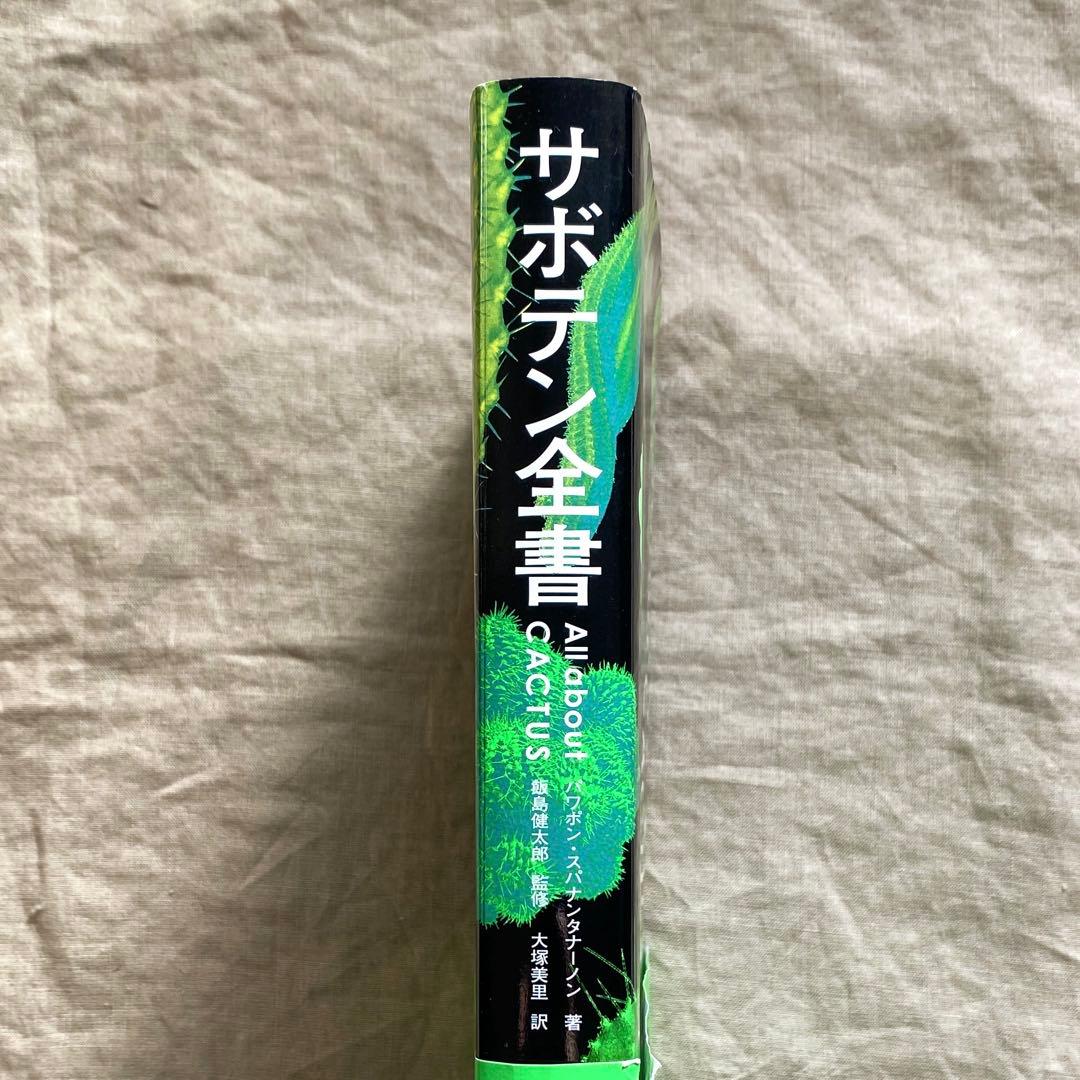 サボテン全書
All about
CACTUS
パワポン・スパナンタナーノン 著
飯島健太郎 監修 大塚美里 訳